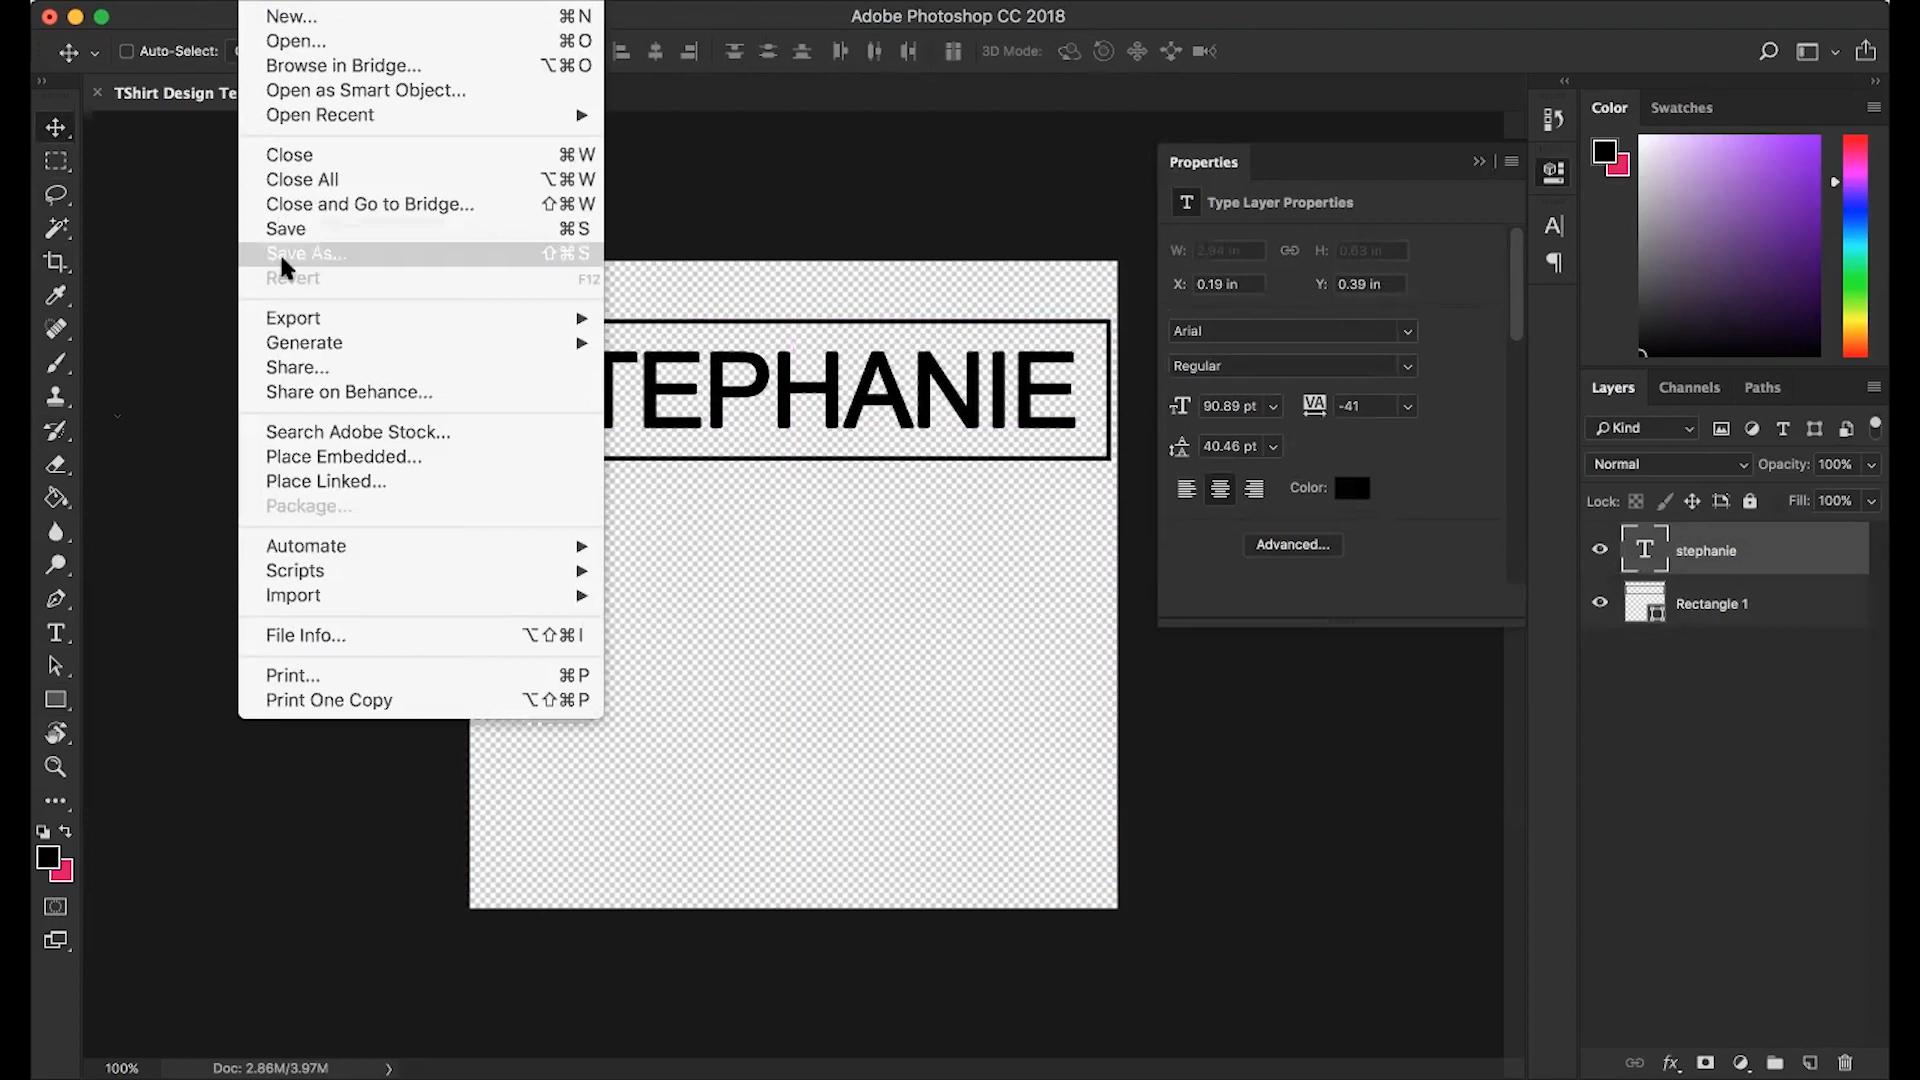 Adobe Photoshop CC 2018
New... ⌘N
Open... ⌘O
Browse in Bridge... ⌥⌘O
Open as Smart Object...
Open Recent
Close ⌘W
Close All ⌥⌘W
Close and Go to Bridge... ⇧⌘W
Save ⌘S
Save As... ⇧⌘S
Revert F12
Export
Generate
Share...
Share on Behance...
Search Adobe Stock...
Place Embedded...
Place Linked...
Package...
Automate
Scripts
Import
File Info... ⌥⇧⌘I
Print... ⌘P
Print One Copy ⌥⇧⌘P
Auto-Select:
3D Mode:
TShirt Design Te
TEPHANIE
Properties
Type Layer Properties
W: 2.94 in H: 0.63 in
X: 0.19 in Y: 0.39 in
Arial
Regular
90.89 pt VA -41
40.46 pt
Color:
Advanced...
Color Swatches
Layers Channels Paths
Kind
Normal Opacity: 100%
Lock: Fill: 100%
T stephanie
Rectangle 1
100% Doc: 2.86M/3.97M